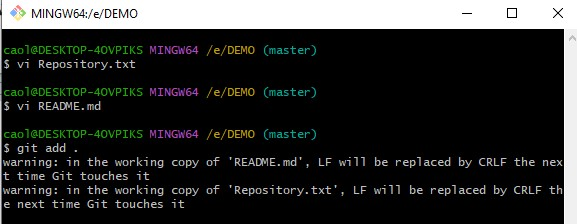 MINGW64:/e/DEMO
caol@DESKTOP-4OVPIKS MINGW64 /e/DEMO (master)
$ vi Repository.txt
caol@DESKTOP-4OVPIKS MINGW64 /e/DEMO (master)
$ vi README.md
caol@DESKTOP-4OVPIKS MINGW64 /e/DEMO (master)
$ git add .
warning: in the working copy of 'README.md', LF will be replaced by CRLF the nex
t time Git touches it
warning: in the working copy of 'Repository.txt', LF will be replaced by CRLF th
e next time Git touches it